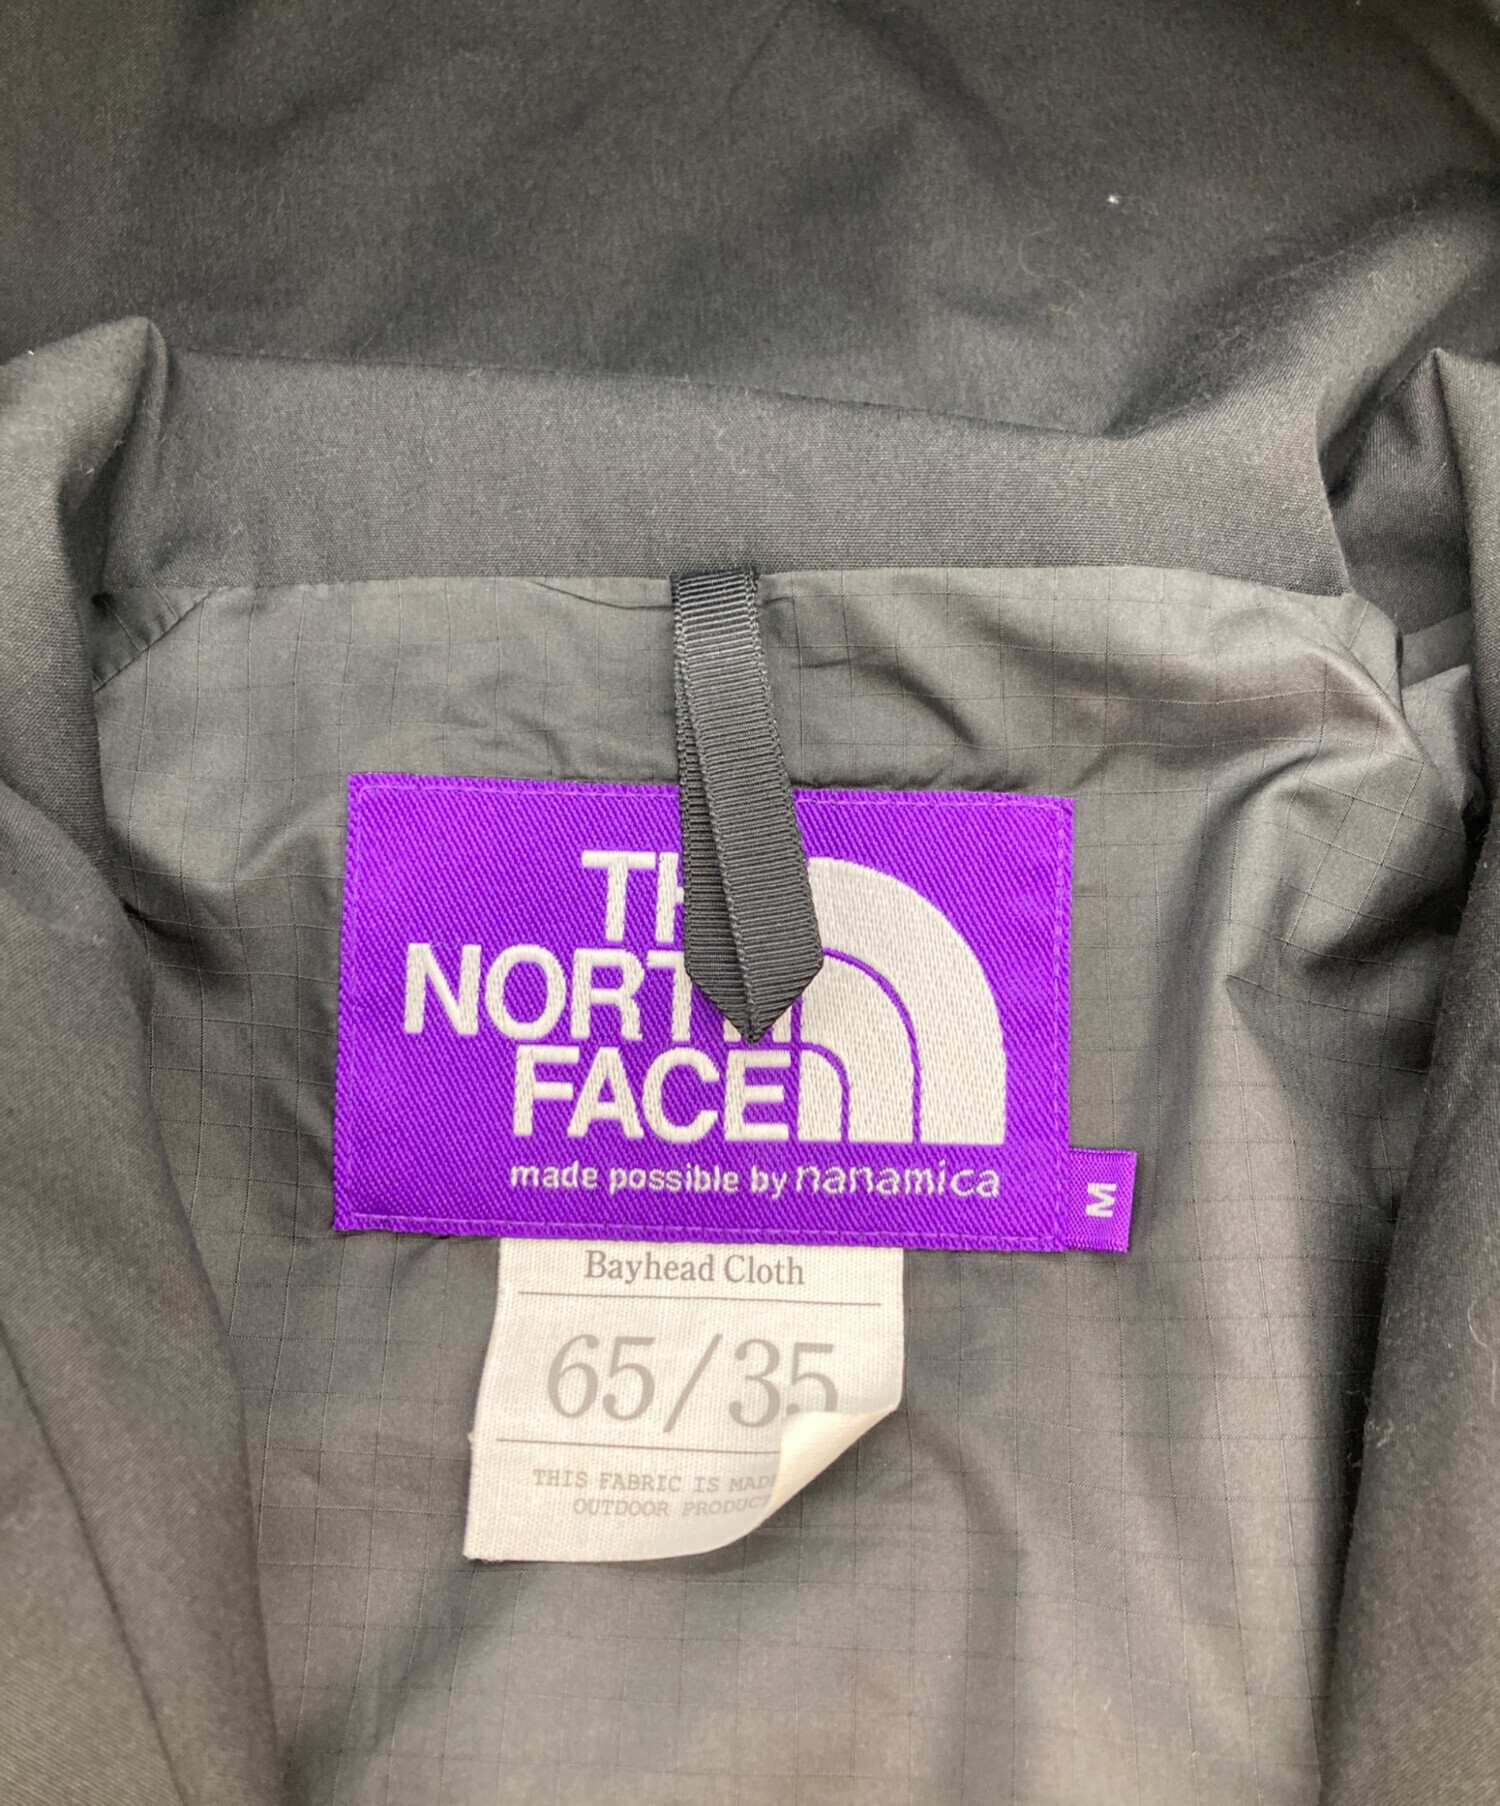 THE
NORTH
FACE
made possible by nanamica
M
Bayhead Cloth
65/35
THIS FABRIC IS MADE
OUTDOOR PRODUCT